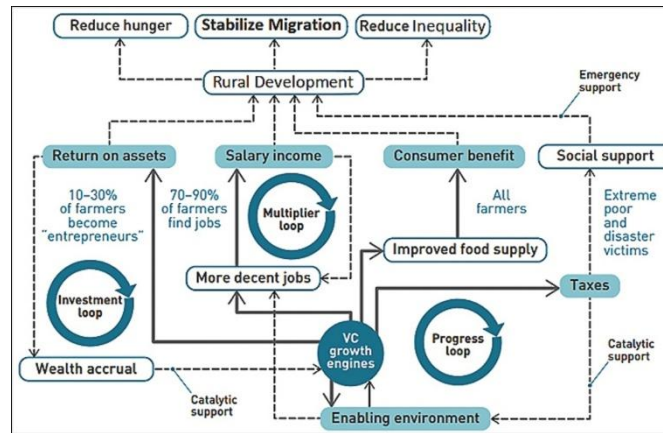 Reduce hunger
Stabilize Migration
Reduce Inequality
Rural Development
Emergency
support
Return on assets
Salary income
Consumer benefit
Social support
10–30%
of farmers
become
"entrepreneurs"
70–90%
of farmers
find jobs
Multiplier
loop
All
farmers
Extreme
poor
and
disaster
victims
Improved food supply
More decent jobs
Taxes
Investment
loop
VC
growth
engines
Progress
loop
Wealth accrual
Catalytic
support
Catalytic
support
Enabling environment